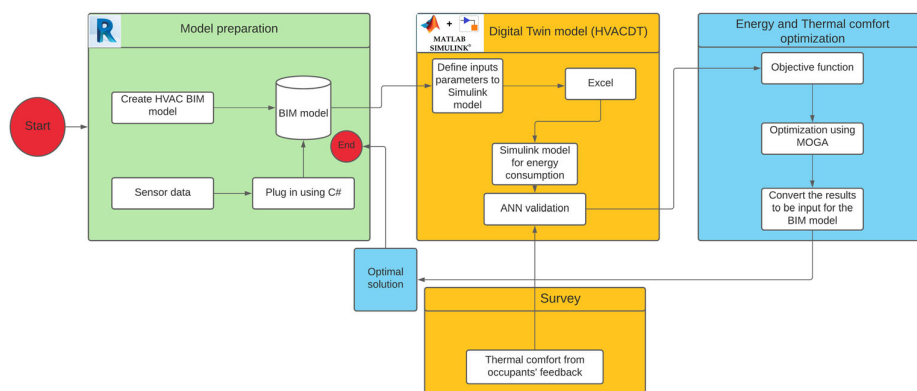 Model preparation
MATLAB
SIMULINK®
Digital Twin model (HVACDT)
Energy and Thermal comfort
optimization
Start
Create HVAC BIM
model
BIM model
End
Sensor data
Plug in using C#
Define inputs
parameters to
Simulink
model
Excel
Simulink model
for energy
consumption
ANN validation
Objective function
Optimization using
MOGA
Convert the results
to be input for the
BIM model
Optimal
solution
Survey
Thermal comfort from
occupants' feedback